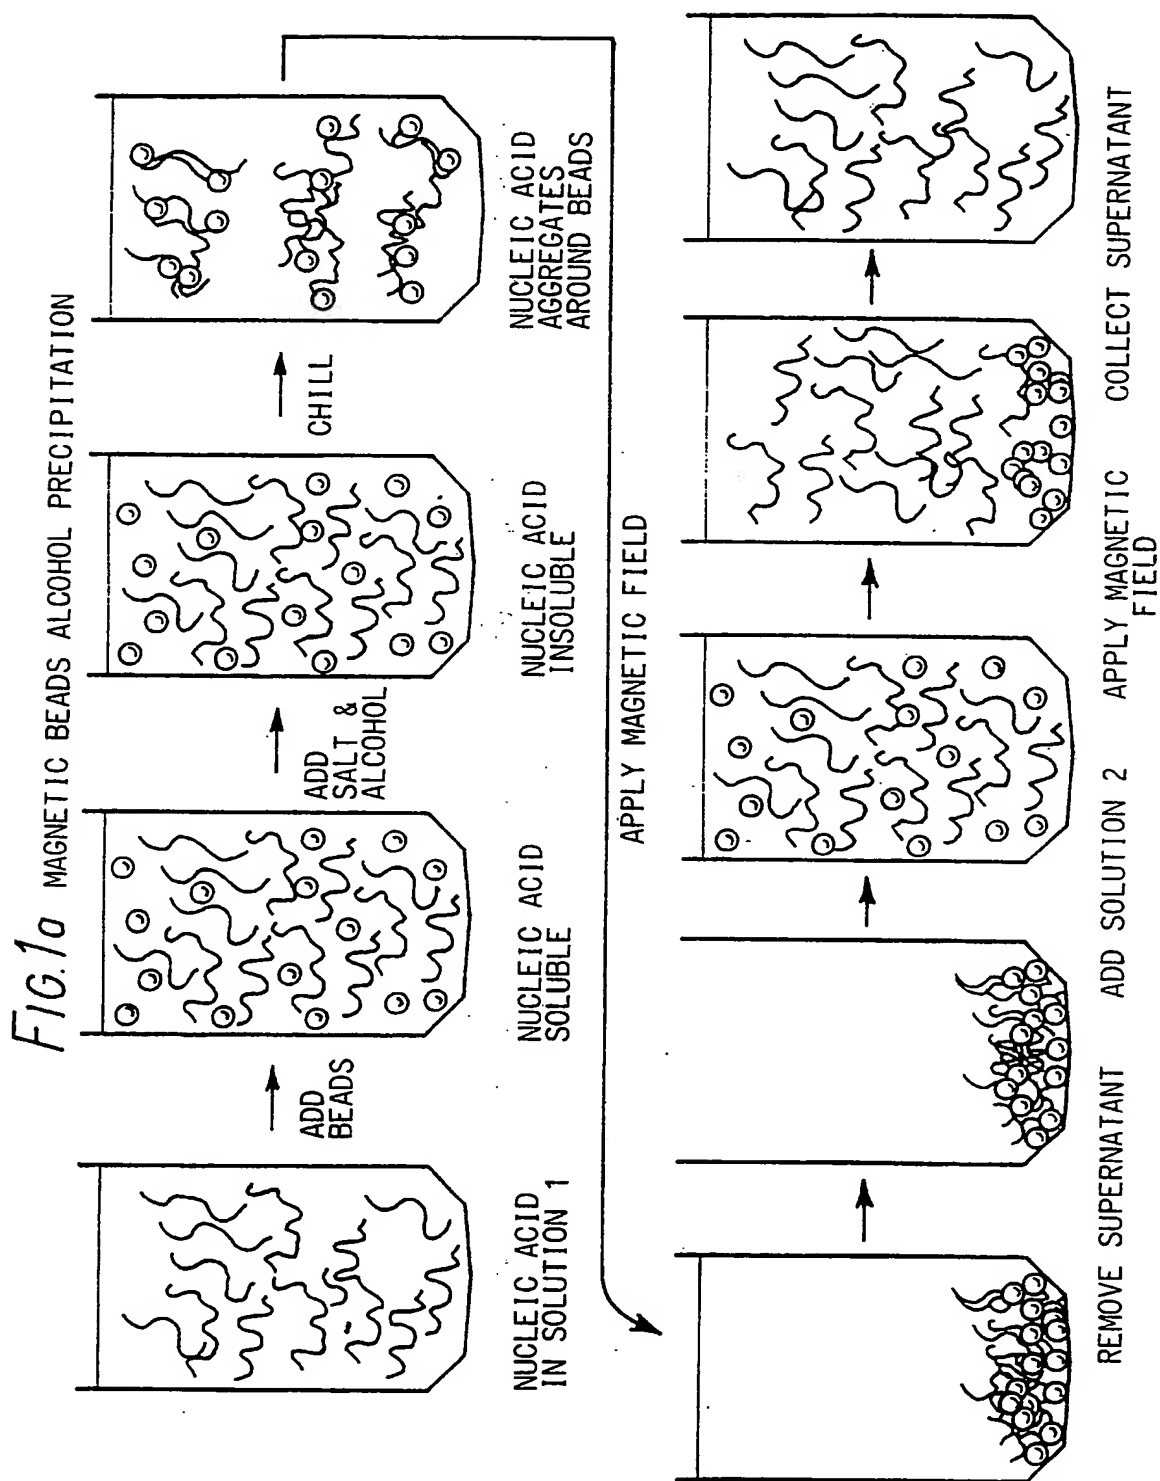 FIG. 1a MAGNETIC BEADS ALCOHOL PRECIPITATION
ADD
BEADS
ADD
SALT &
ALCOHOL
CHILL
NUCLEIC ACID
IN SOLUTION 1
NUCLEIC ACID
SOLUBLE
NUCLEIC ACID
INSOLUBLE
NUCLEIC ACID
AGGREGATES
AROUND BEADS
APPLY MAGNETIC FIELD
REMOVE SUPERNATANT
ADD SOLUTION 2
APPLY MAGNETIC
FIELD
COLLECT SUPERNATANT